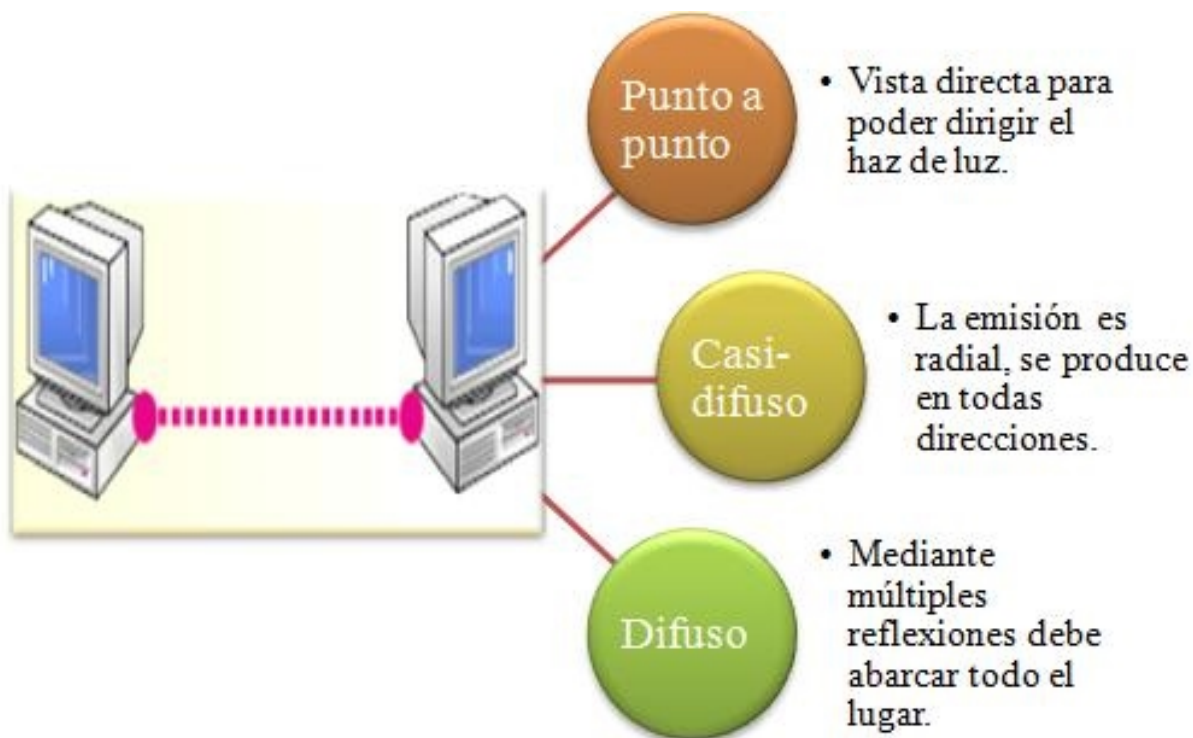 Punto a
punto
• Vista directa para
poder dirigir el
haz de luz.
Casi-
difuso
• La emisión es
radial, se produce
en todas
direcciones.
Difuso
• Mediante
múltiples
reflexiones debe
abarcar todo el
lugar.